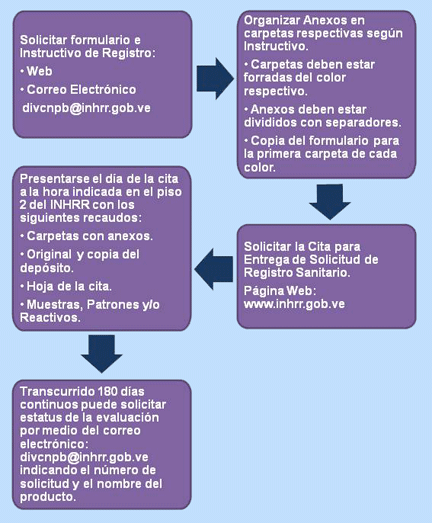 Solicitar formulario e
Instructivo de Registro:
• Web
• Correo Electrónico
divcnpb@inhrr.gob.ve
Organizar Anexos en
carpetas respectivas según
Instructivo.
• Carpetas deben estar
forradas del color
respectivo.
• Anexos deben estar
divididos con separadores.
• Copia del formulario para
la primera carpeta de cada
color.
Solicitar la Cita para
Entrega de Solicitud de
Registro Sanitario.
Página Web:
www.inhrr.gob.ve
Presentarse el día de la cita
a la hora indicada en el piso
2 del INHRR con los
siguientes recaudos:
• Carpetas con anexos.
• Original y copia del
depósito.
• Hoja de la cita.
• Muestras, Patrones y/o
Reactivos.
Transcurrido 180 días
continuos puede solicitar
estatus de la evaluación
por medio del correo
electrónico:
divcnpb@inhrr.gob.ve
indicando el número de
solicitud y el nombre del
producto.